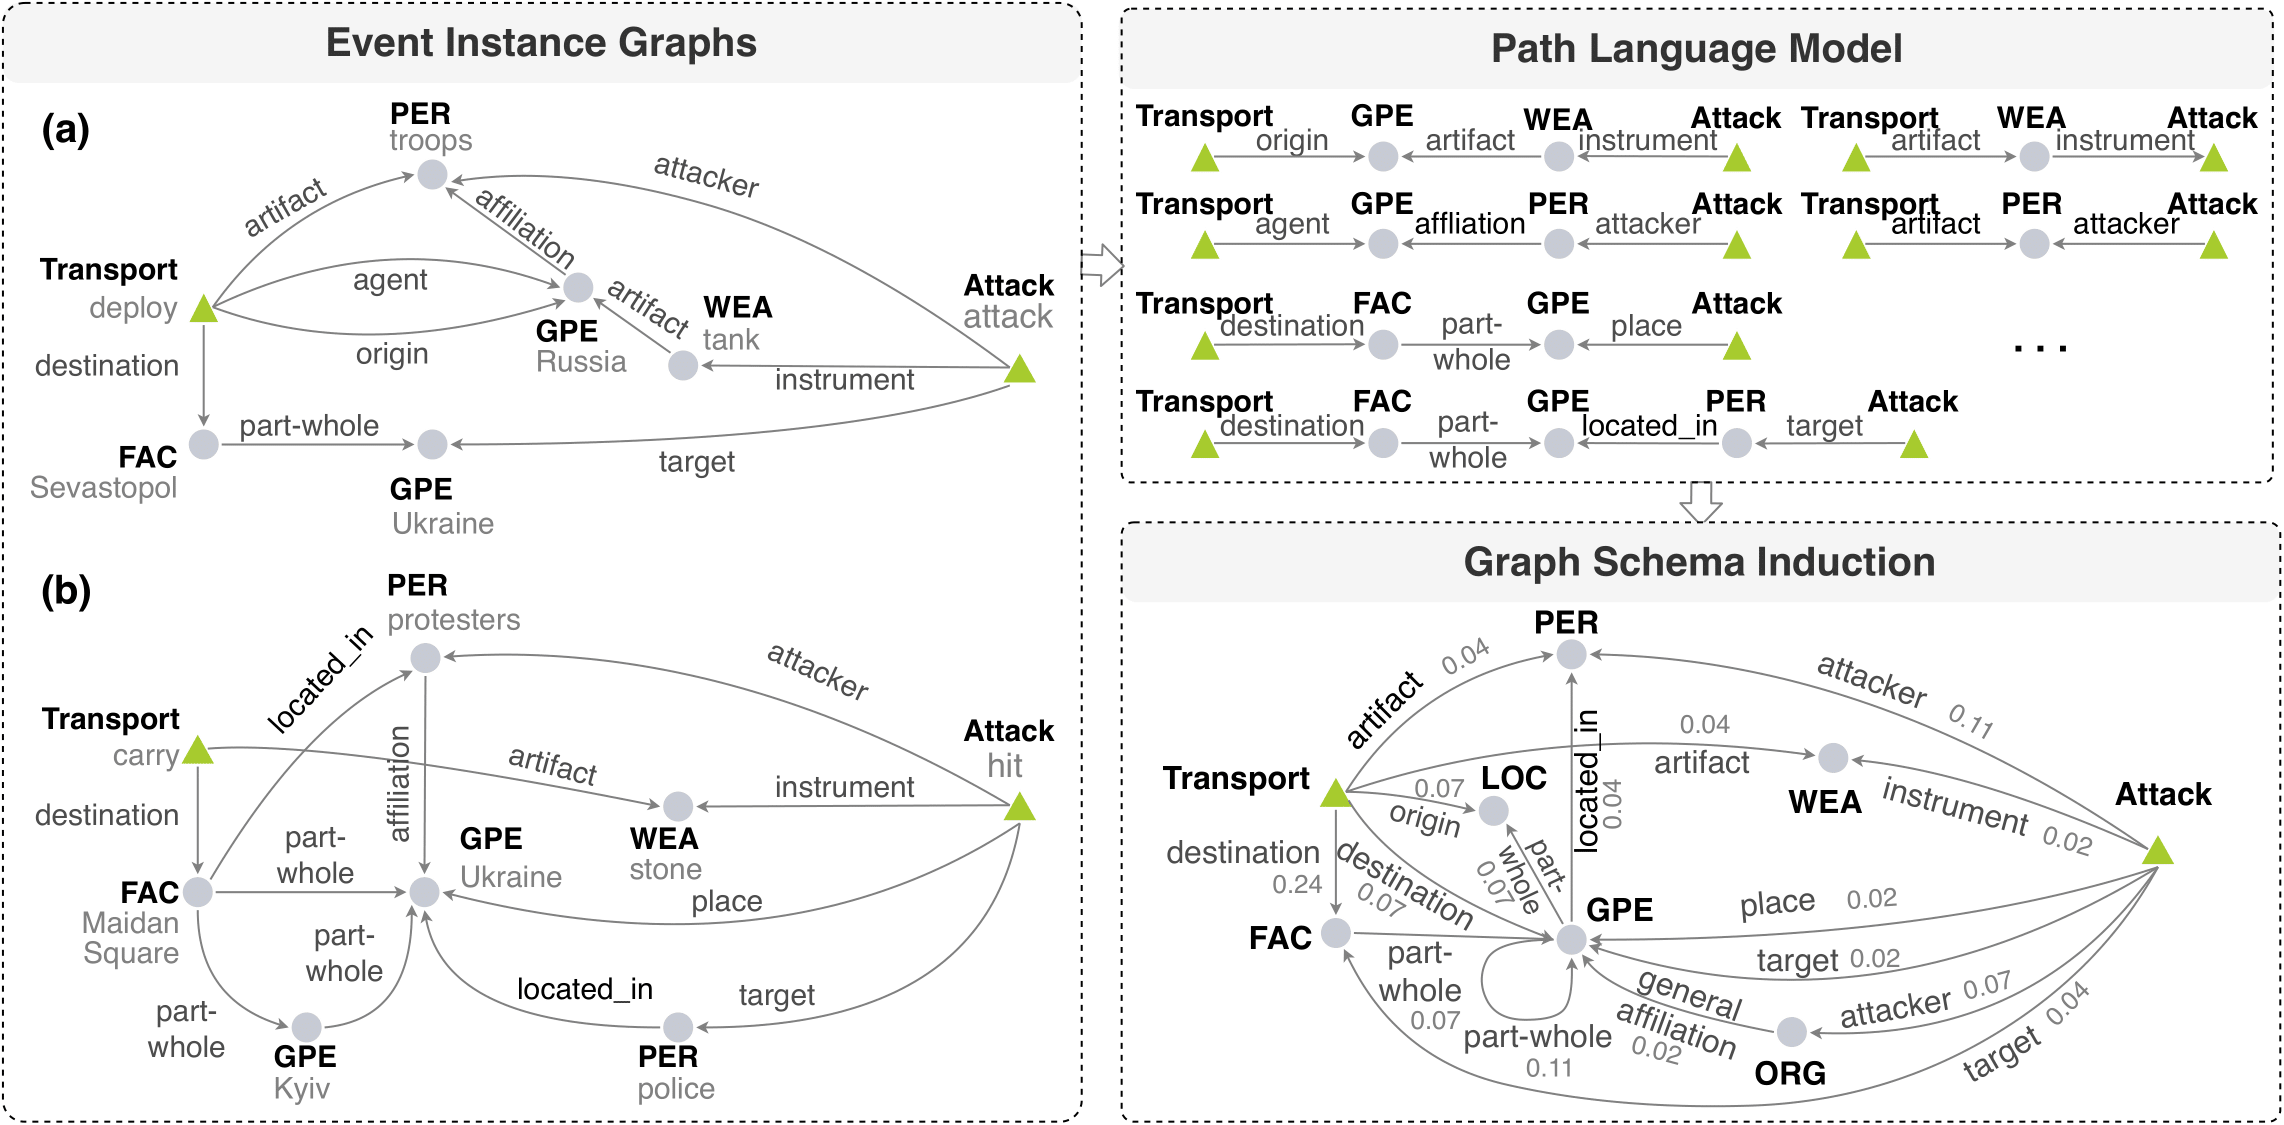 Event Instance Graphs
(a)
PER
troops
attacker
artifact
affiliation
Transport
deploy
agent
artifact
WEA
tank
Attack
attack
GPE
Russia
origin
destination
instrument
part-whole
FAC
Sevastopol
target
GPE
Ukraine
(b)
PER
protesters
located_in
attacker
Transport
carry
affiliation
artifact
Attack
hit
destination
instrument
part-
whole
GPE
Ukraine
WEA
stone
FAC
Maidan
Square
place
part-
whole
located_in
target
part-
whole
GPE
Kyiv
PER
police
Path Language Model
Transport GPE WEA Attack
origin artifact instrument
Transport WEA Attack
artifact instrument
Transport GPE PER Attack
agent affliation attacker
Transport PER Attack
artifact attacker
Transport FAC GPE Attack
destination part-
whole place
...
Transport FAC GPE PER Attack
destination part-
whole located_in target
Graph Schema Induction
PER
artifact 0.04
attacker 0.11
located_in
0.04
0.04
artifact
Transport
0.07
LOC
origin
WEA
instrument 0.02
Attack
destination
0.24
destination
0.07
part-
whole
0.07
GPE
place 0.02
FAC
part-
whole
0.07
target 0.02
general
affiliation
0.02
attacker 0.07
part-whole
0.11
ORG
target 0.04